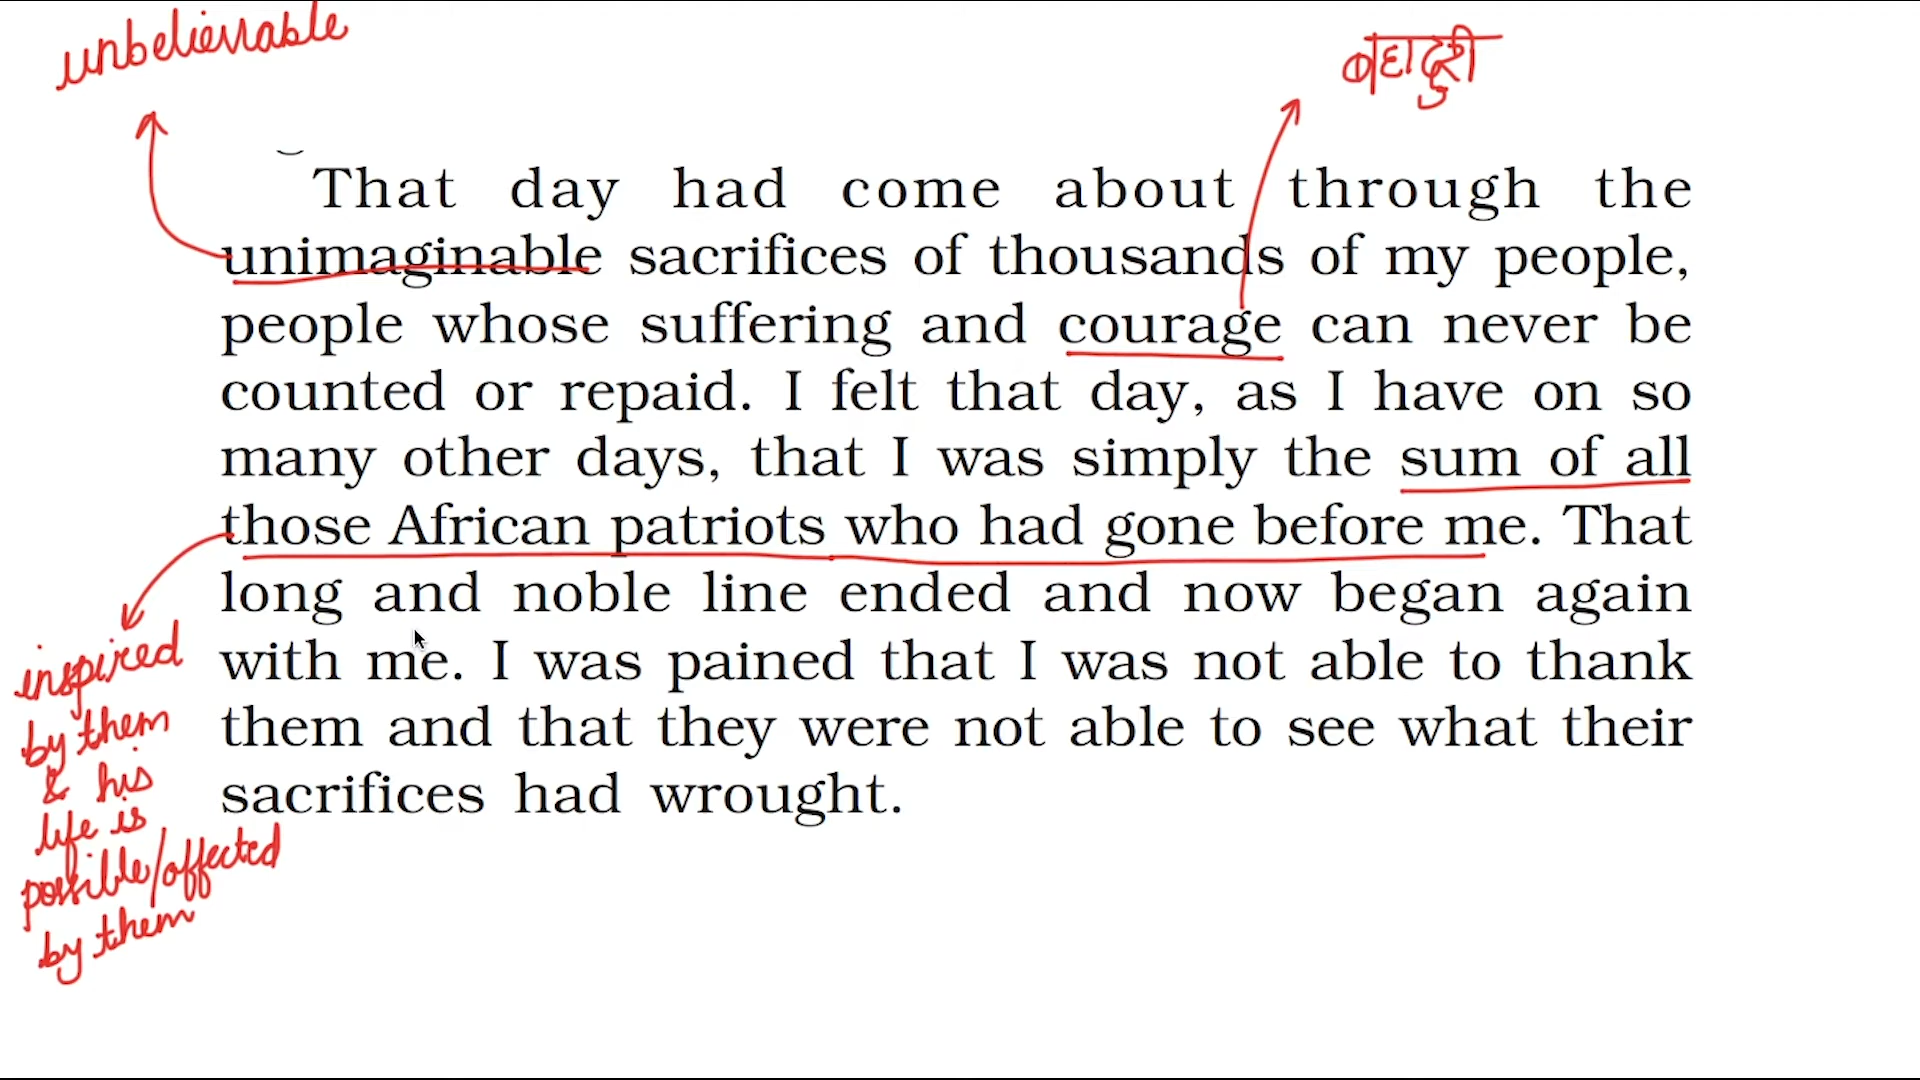 unbelievable
बहादुरी
That day had come about through the
unimaginable sacrifices of thousands of my people,
people whose suffering and courage can never be
counted or repaid. I felt that day, as I have on so
many other days, that I was simply the sum of all
those African patriots who had gone before me. That
long and noble line ended and now began again
with me. I was pained that I was not able to thank
them and that they were not able to see what their
sacrifices had wrought.
inspired
by them
& his
life is
possible/affected
by them